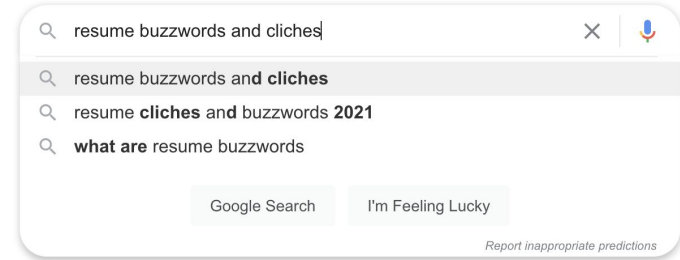 resume buzzwords and cliches
resume buzzwords and cliches
resume cliches and buzzwords 2021
what are resume buzzwords
Google Search I'm Feeling Lucky
Report inappropriate predictions